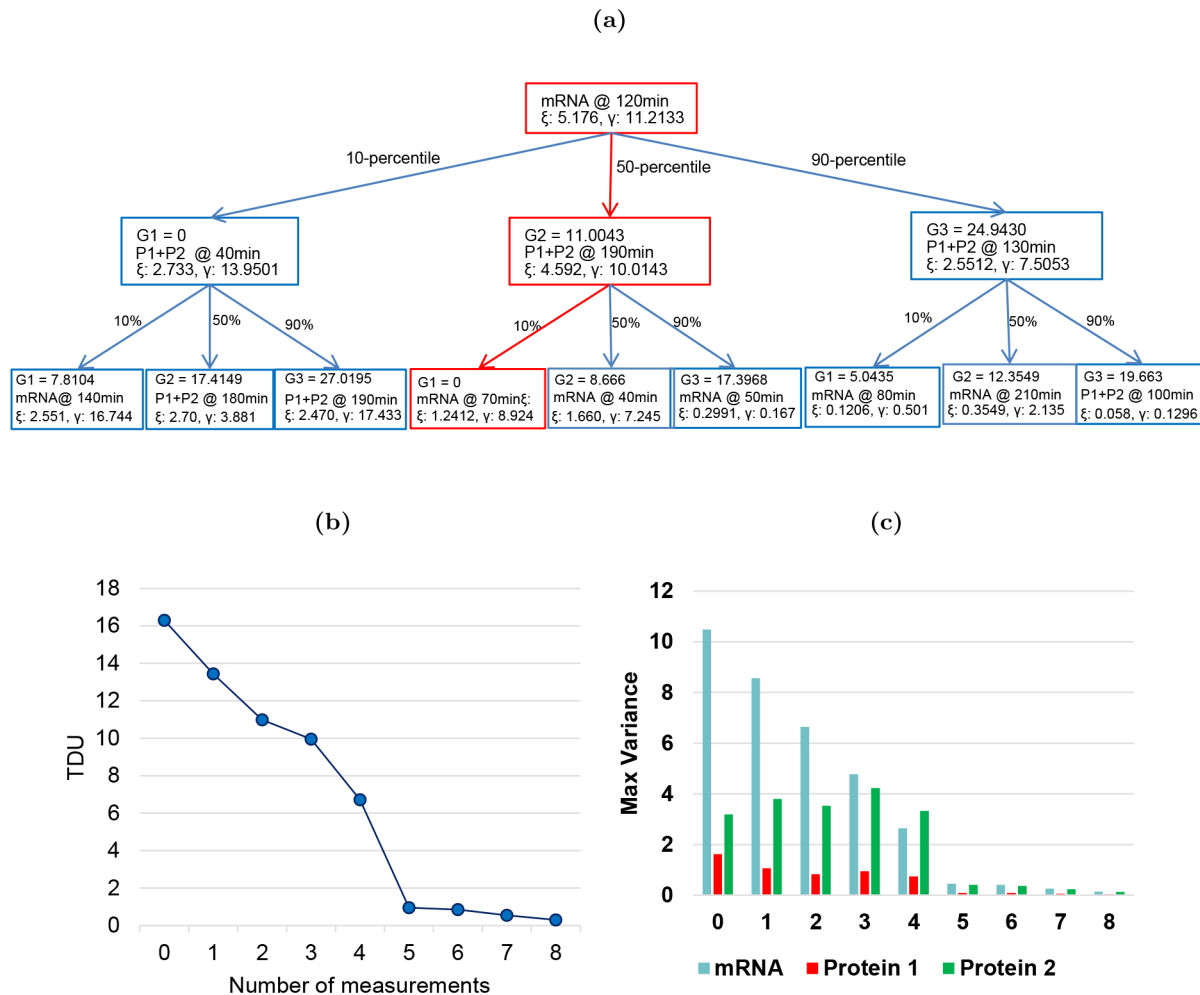 (a)
mRNA @ 120min
ξ: 5.176, γ: 11.2133
10-percentile
50-percentile
90-percentile
G1 = 0
P1+P2 @ 40min
ξ: 2.733, γ: 13.9501
G2 = 11.0043
P1+P2 @ 190min
ξ: 4.592, γ: 10.0143
G3 = 24.9430
P1+P2 @ 130min
ξ: 2.5512, γ: 7.5053
10%
50%
90%
10%
50%
90%
10%
50%
90%
G1 = 7.8104
mRNA@ 140min
ξ: 2.551, γ: 16.744
G2 = 17.4149
P1+P2 @ 180min
ξ: 2.70, γ: 3.881
G3 = 27.0195
P1+P2 @ 190min
ξ: 2.470, γ: 17.433
G1 = 0
mRNA @ 70minξ:
ξ: 1.2412, γ: 8.924
G2 = 8.666
mRNA @ 40min
ξ: 1.660, γ: 7.245
G3 = 17.3968
mRNA @ 50min
ξ: 0.2991, γ: 0.167
G1 = 5.0435
mRNA @ 80min
ξ: 0.1206, γ: 0.501
G2 = 12.3549
mRNA @ 210min
ξ: 0.3549, γ: 2.135
G3 = 19.663
P1+P2 @ 100min
ξ: 0.058, γ: 0.1296
(b)
18
16
14
12
10
8
6
4
2
0
TDU
0 1 2 3 4 5 6 7 8
Number of measurements
(c)
12
10
8
6
4
2
0
Max Variance
0 1 2 3 4 5 6 7 8
mRNA Protein 1 Protein 2